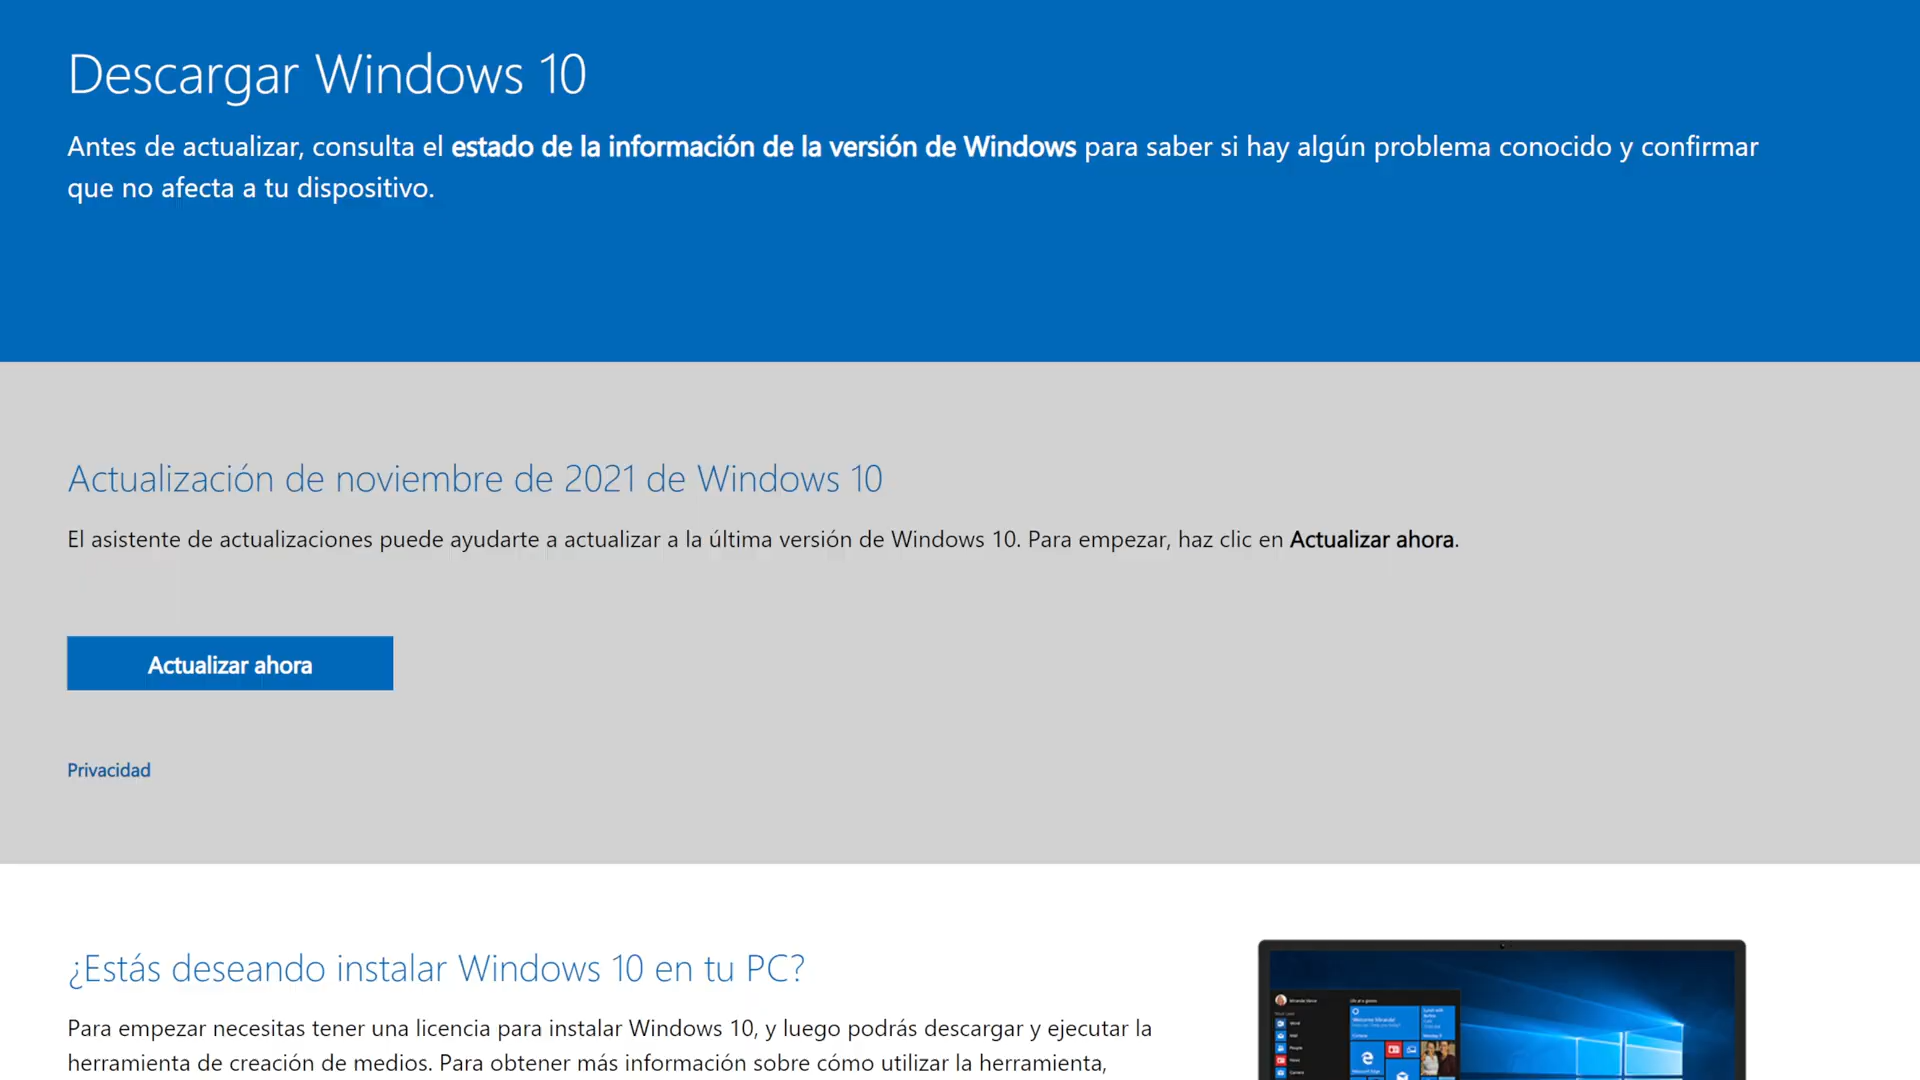 Descargar Windows 10
Antes de actualizar, consulta el estado de la información de la versión de Windows para saber si hay algún problema conocido y confirmar
que no afecta a tu dispositivo.
Actualización de noviembre de 2021 de Windows 10
El asistente de actualizaciones puede ayudarte a actualizar a la última versión de Windows 10. Para empezar, haz clic en Actualizar ahora.
Actualizar ahora
Privacidad
¿Estás deseando instalar Windows 10 en tu PC?
Para empezar necesitas tener una licencia para instalar Windows 10, y luego podrás descargar y ejecutar la
herramienta de creación de medios. Para obtener más información sobre cómo utilizar la herramienta,